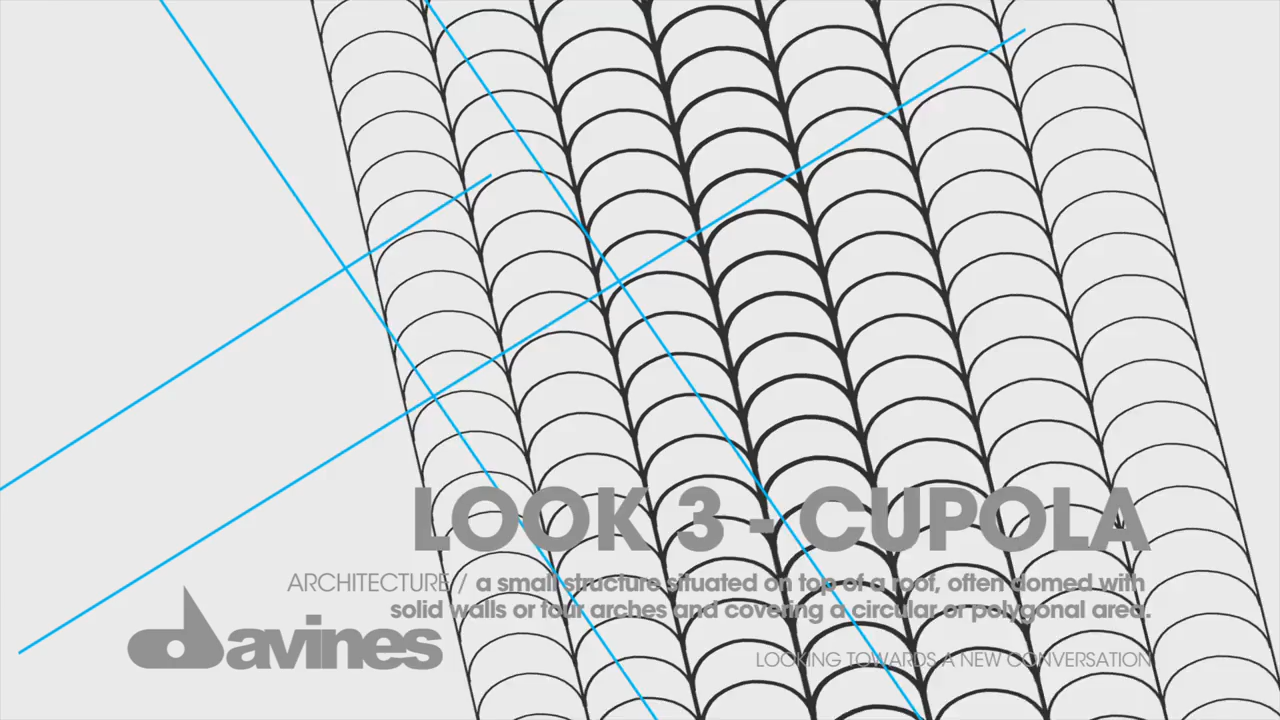 LOOK 3 - CUPOLA
ARCHITECTURE / a small structure situated on top of a roof, often domed with
solid walls or four arches and covering a circular or polygonal area.
davines
LOOKING TOWARDS A NEW CONVERSATION